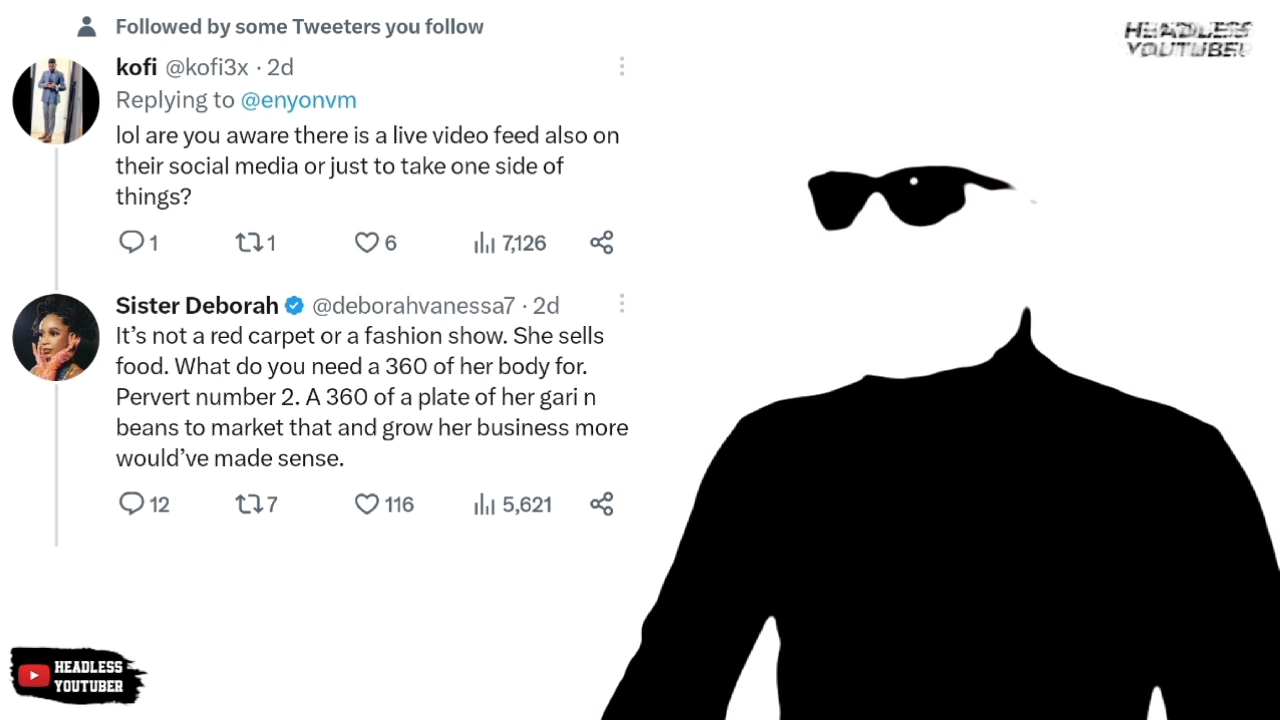 Followed by some Tweeters you follow
kofi @kofi3x · 2d
Replying to @enyonvm
lol are you aware there is a live video feed also on
their social media or just to take one side of
things?
1 1 6 7,126
Sister Deborah @deborahvanessa7 · 2d
It's not a red carpet or a fashion show. She sells
food. What do you need a 360 of her body for.
Pervert number 2. A 360 of a plate of her gari n
beans to market that and grow her business more
would've made sense.
12 7 116 5,621
HEADLESS
YOUTUBER!
HEADLESS
YOUTUBER